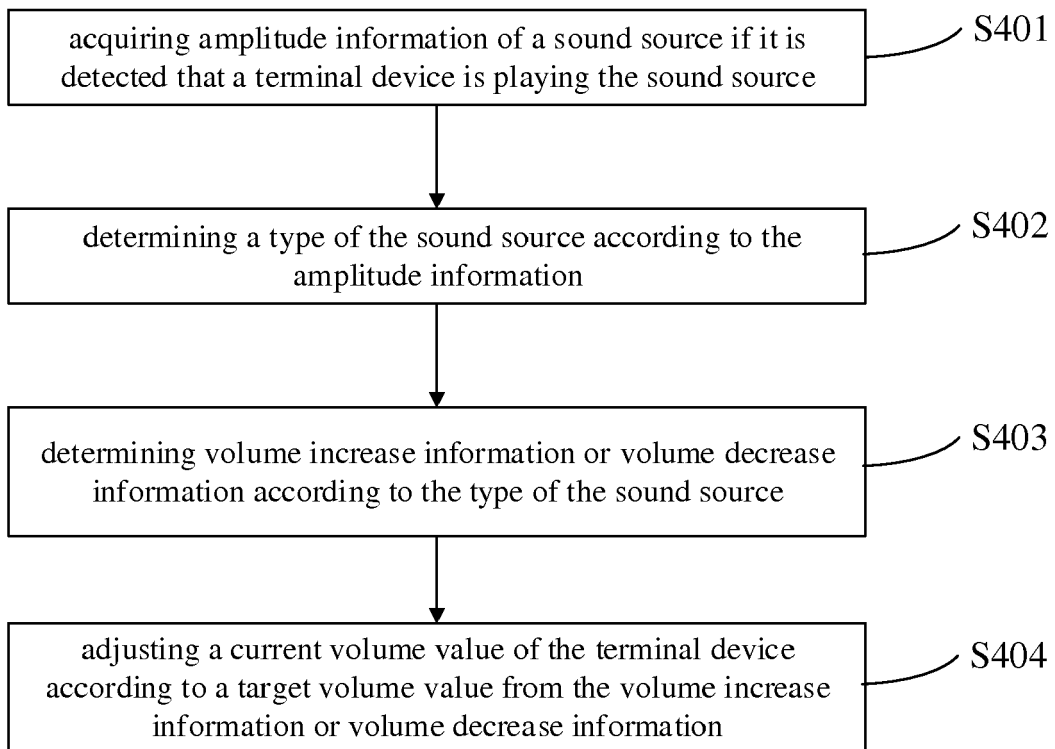 acquiring amplitude information of a sound source if it is
detected that a terminal device is playing the sound source
S401
determining a type of the sound source according to the
amplitude information
S402
determining volume increase information or volume decrease
information according to the type of the sound source
S403
adjusting a current volume value of the terminal device
according to a target volume value from the volume increase
information or volume decrease information
S404